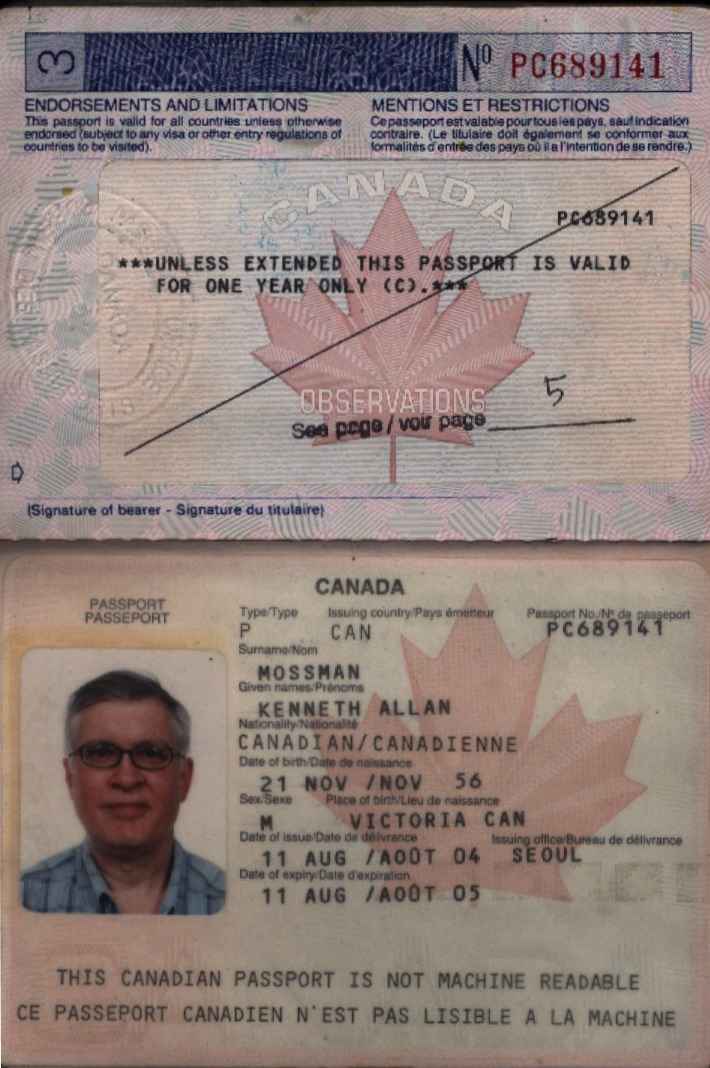 3
Nº PC689141
ENDORSEMENTS AND LIMITATIONS
This passport is valid for all countries unless otherwise
endorsed (subject to any visa or other entry regulations of
countries to be visited).
MENTIONS ET RESTRICTIONS
Ce passeport est valable pour tous les pays, sauf indication
contraire. (Le titulaire doit également se conformer aux
formalités d'entrée des pays où il a l'intention de se rendre.)
CANADA
PC689141
***UNLESS EXTENDED THIS PASSPORT IS VALID
FOR ONE YEAR ONLY (C).***
OBSERVATIONS
See page / voir page 5
(Signature of bearer - Signature du titulaire)
CANADA
PASSPORT
PASSEPORT
Type/Type Issuing country/Pays émetteur Passport No./Nº de passeport
P CAN PC689141
Surname/Nom
MOSSMAN
Given names/Prénoms
KENNETH ALLAN
Nationality/Nationalité
CANADIAN/CANADIENNE
Date of birth/Date de naissance
21 NOV /NOV 56
Sex/Sexe Place of birth/Lieu de naissance
M VICTORIA CAN
Date of issue/Date de délivrance Issuing office/Bureau de délivrance
11 AUG /AOÛT 04 SEOUL
Date of expiry/Date d'expiration
11 AUG /AOÛT 05
THIS CANADIAN PASSPORT IS NOT MACHINE READABLE
CE PASSEPORT CANADIEN N'EST PAS LISIBLE A LA MACHINE